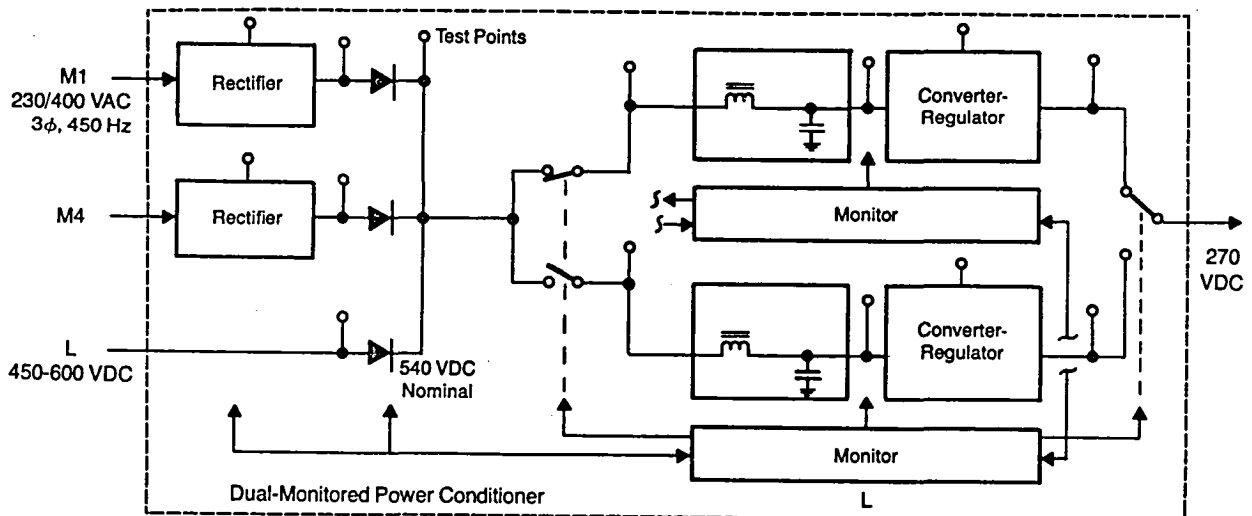 Test Points
M1
230/400 VAC
3ϕ, 450 Hz
Rectifier
Converter-
Regulator
M4
Rectifier
Monitor
270
VDC
L
450-600 VDC
540 VDC
Nominal
Converter-
Regulator
Monitor
Dual-Monitored Power Conditioner
L